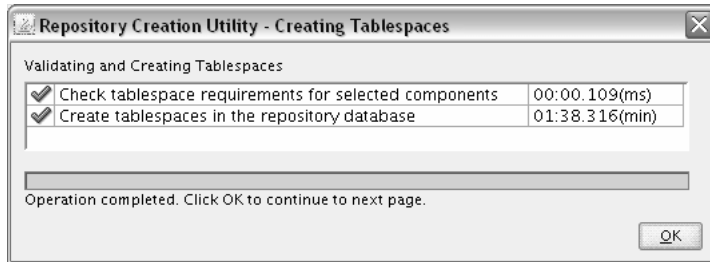 Repository Creation Utility - Creating Tablespaces
Validating and Creating Tablespaces
Check tablespace requirements for selected components 00:00.109(ms)
Create tablespaces in the repository database 01:38.316(min)
Operation completed. Click OK to continue to next page.
OK